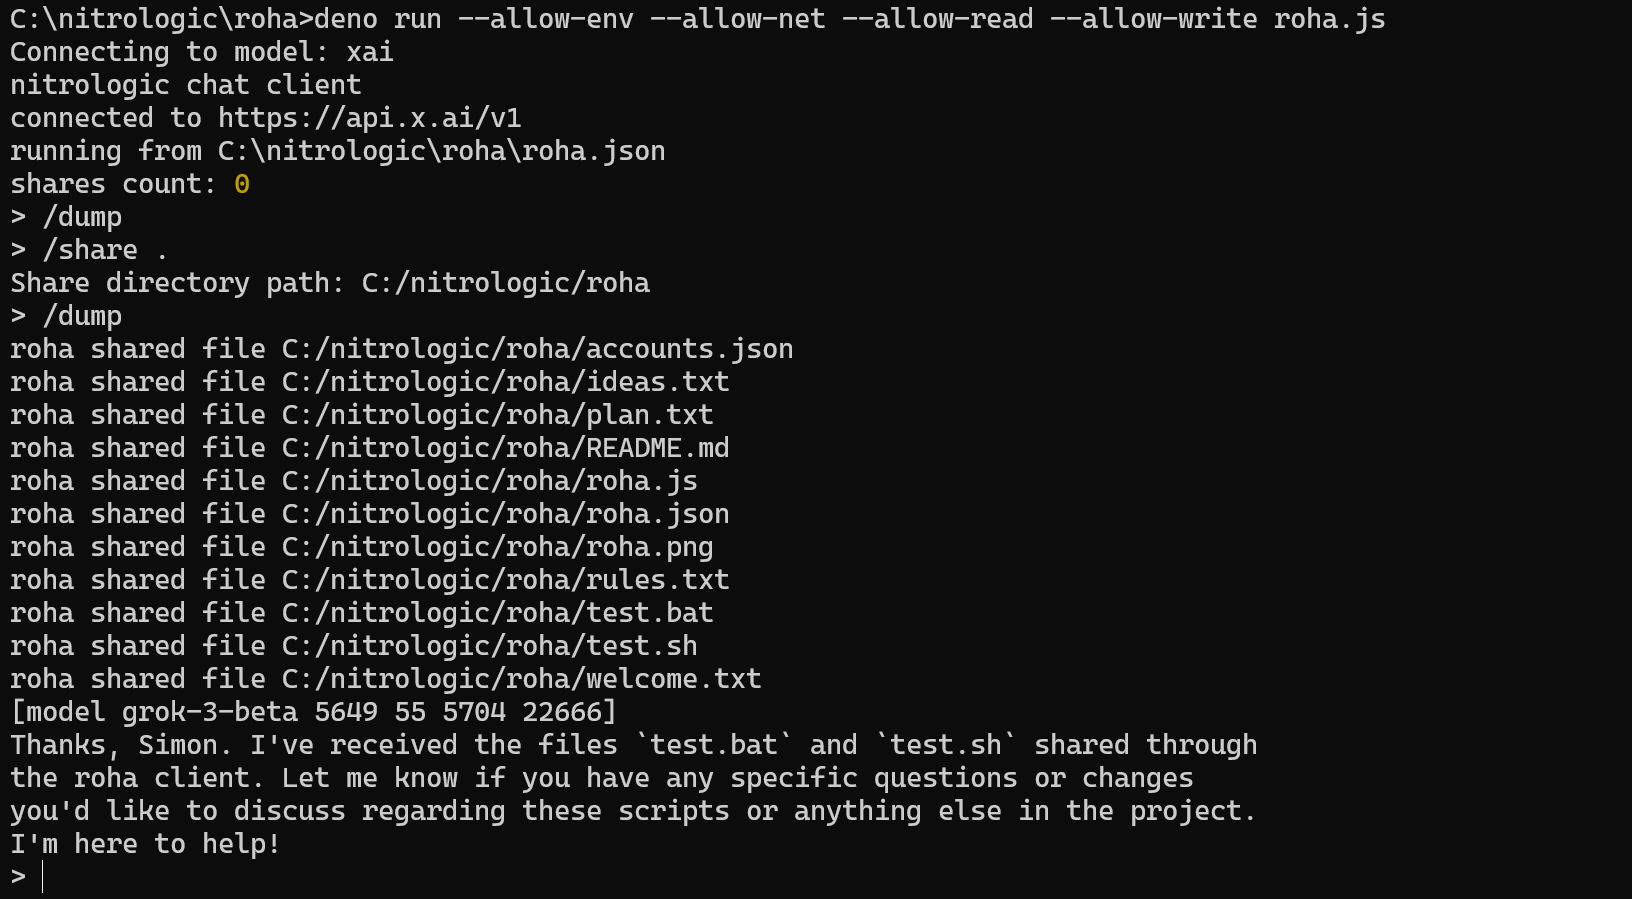 C:\nitrologic\roha>deno run --allow-env --allow-net --allow-read --allow-write roha.js
Connecting to model: xai
nitrologic chat client
connected to https://api.x.ai/v1
running from C:\nitrologic\roha\roha.json
shares count: 0
> /dump
> /share .
Share directory path: C:/nitrologic/roha
> /dump
roha shared file C:/nitrologic/roha/accounts.json
roha shared file C:/nitrologic/roha/ideas.txt
roha shared file C:/nitrologic/roha/plan.txt
roha shared file C:/nitrologic/roha/README.md
roha shared file C:/nitrologic/roha/roha.js
roha shared file C:/nitrologic/roha/roha.json
roha shared file C:/nitrologic/roha/roha.png
roha shared file C:/nitrologic/roha/rules.txt
roha shared file C:/nitrologic/roha/test.bat
roha shared file C:/nitrologic/roha/test.sh
roha shared file C:/nitrologic/roha/welcome.txt
[model grok-3-beta 5649 55 5704 22666]
Thanks, Simon. I've received the files `test.bat` and `test.sh` shared through
the roha client. Let me know if you have any specific questions or changes
you'd like to discuss regarding these scripts or anything else in the project.
I'm here to help!
>